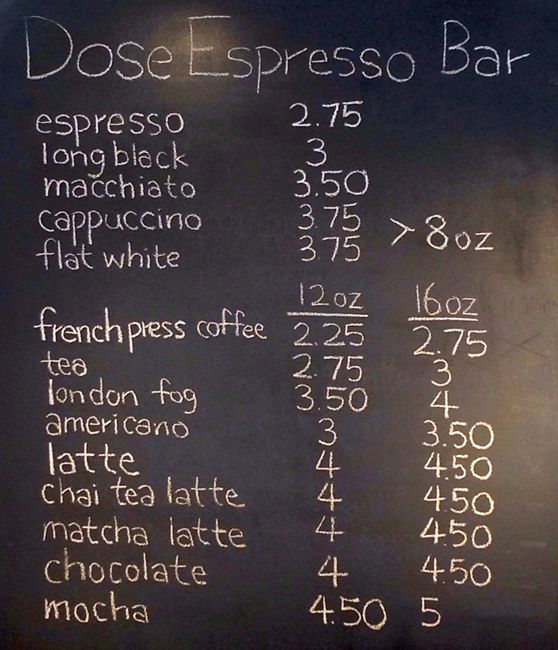 Dose Espresso Bar
espresso 2.75
long black 3
macchiato 3.50
cappuccino 3.75
> 8oz
flat white 3.75
12oz 16oz
french press coffee 2.25 2.75
tea 2.75 3
london fog 3.50 4
americano 3 3.50
latte 4 4.50
chai tea latte 4 4.50
matcha latte 4 4.50
chocolate 4 4.50
mocha 4.50 5